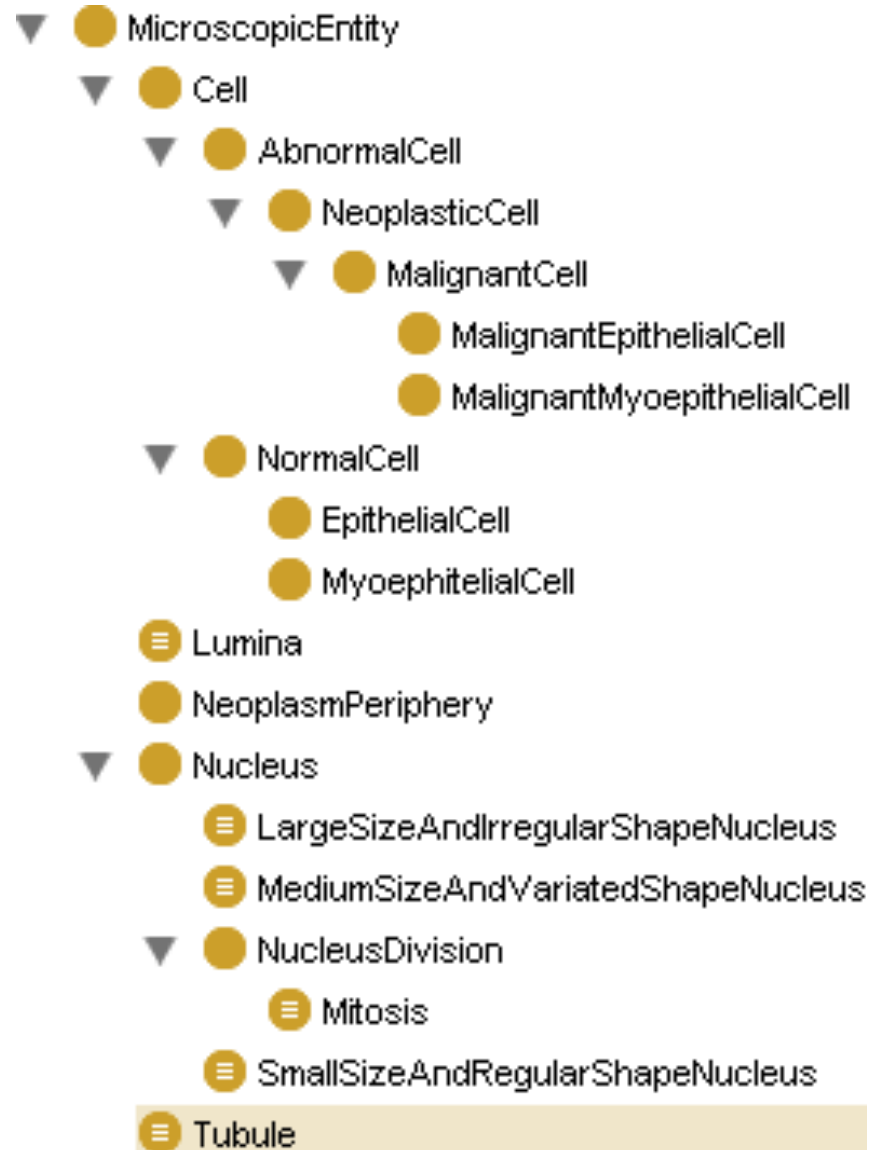 MicroscopicEntity
Cell
AbnormalCell
NeoplasticCell
MalignantCell
MalignantEpithelialCell
MalignantMyoepithelialCell
NormalCell
EpithelialCell
MyoephitelialCell
Lumina
NeoplasmPeriphery
Nucleus
LargeSizeAndIrregularShapeNucleus
MediumSizeAndVariatedShapeNucleus
NucleusDivision
Mitosis
SmallSizeAndRegularShapeNucleus
Tubule